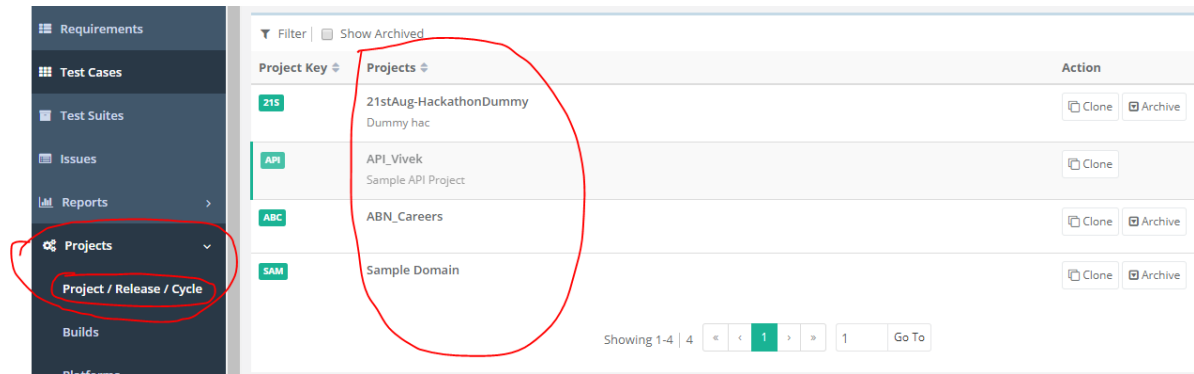 Requirements
Test Cases
Test Suites
Issues
Reports
Projects
Project / Release / Cycle
Builds
Platforms
Filter Show Archived
Project Key Projects Action
21S 21stAug-HackathonDummy Clone Archive
Dummy hac
API API_Vivek Clone
Sample API Project
ABC ABN_Careers Clone Archive
SAM Sample Domain Clone Archive
Showing 1-4 | 4 « ‹ 1 › » 1 Go To